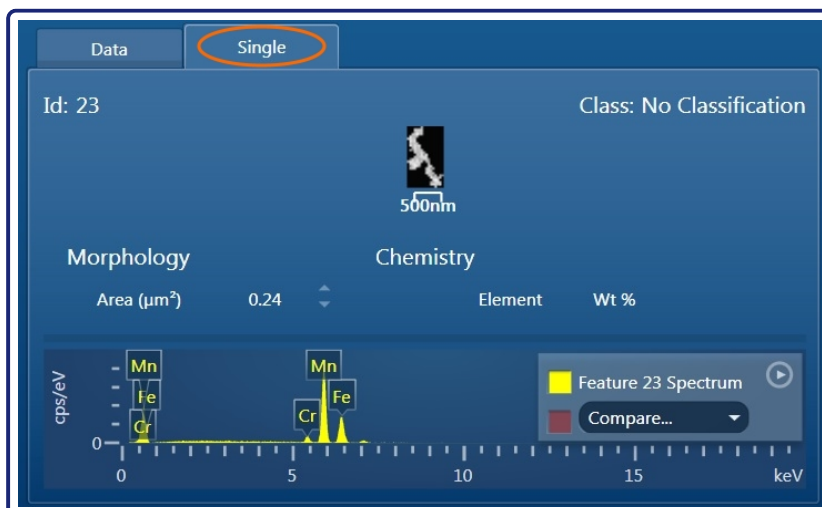 Data Single
Id: 23 Class: No Classification
500nm
Morphology Chemistry
Area (µm²) 0.24 Element Wt %
cps/eV
Mn Mn
Fe Fe
Cr Cr
0
Feature 23 Spectrum
Compare...
0 5 10 15 keV